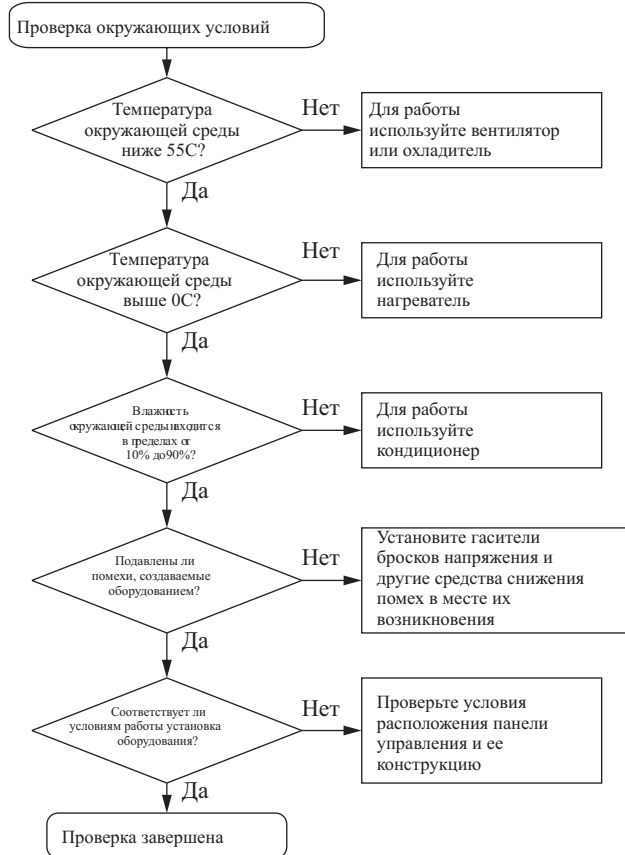 Проверка окружающих условий
Температура
окружающей среды
ниже 55С?
Нет
Для работы
используйте вентилятор
или охладитель
Да
Температура
окружающей среды
выше 0С?
Нет
Для работы
используйте
нагреватель
Да
Влажность
окружающей среды находится
в пределах от
10% до 90%?
Нет
Для работы
используйте
кондиционер
Да
Подавлены ли
помехи, создаваемые
оборудованием?
Нет
Установите гасители
бросков напряжения и
другие средства снижения
помех в месте их
возникновения
Да
Соответствует ли
условиям работы установка
оборудования?
Нет
Проверьте условия
расположения панели
управления и ее
конструкцию
Да
Проверка завершена